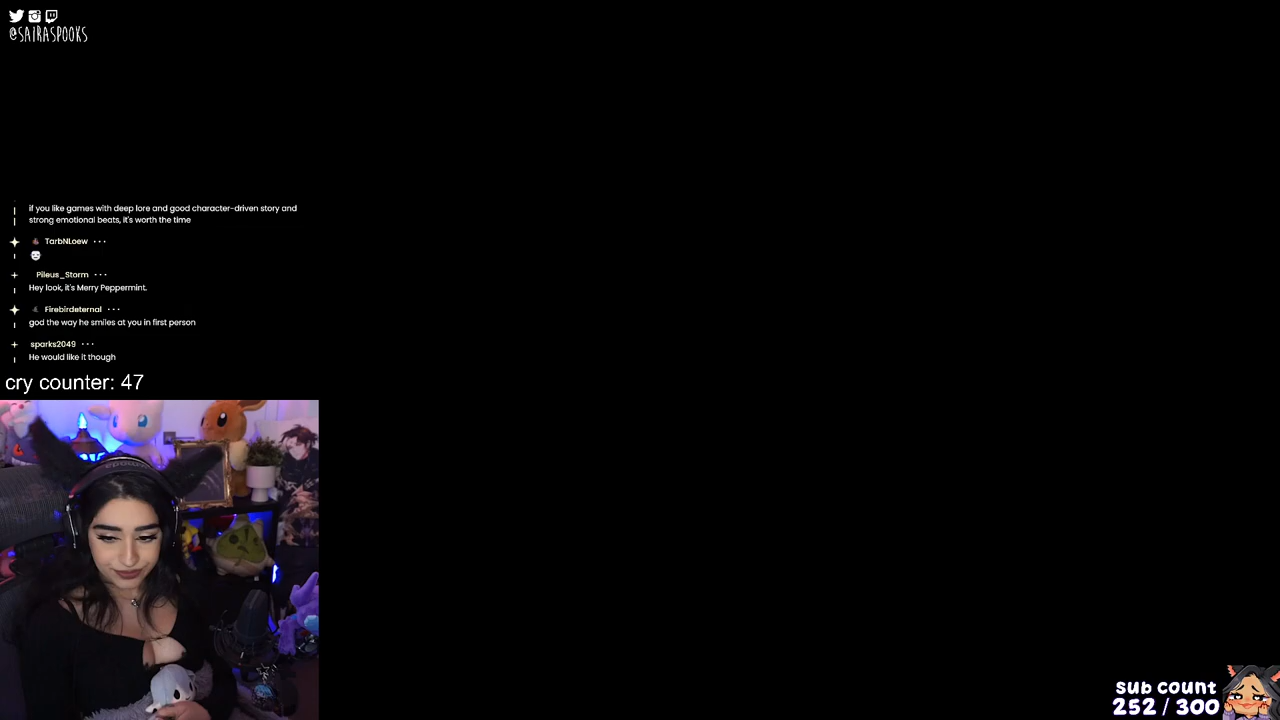 @SAIRASPOOKS
if you like games with deep lore and good character-driven story and
strong emotional beats, it's worth the time
TarbNLoew
Pileus_Storm
Hey look, it's Merry Peppermint.
Firebirdeternal
god the way he smiles at you in first person
sparks2049
He would like it though
cry counter: 47
sub count
252 / 300